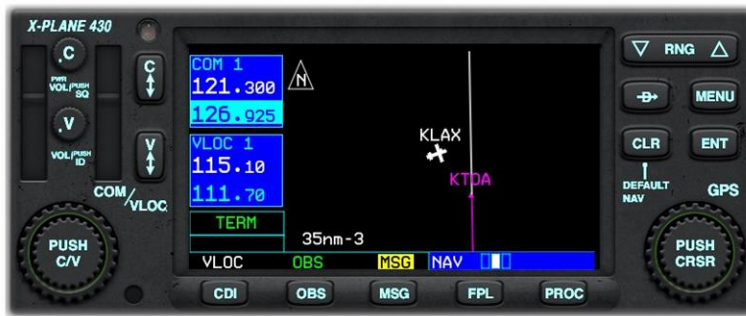 X-PLANE 430
C
PWR
VOL/PUSH
SQ
V
VOL/PUSH
ID
C
V
COM/VLOC
PUSH
C/V
COM 1
121.300
126.925
VLOC 1
115.10
111.70
TERM
N
KLAX
KTOA
35nm-3
VLOC
OBS
MSG
NAV
CDI
OBS
MSG
FPL
PROC
RNG
D
MENU
CLR
ENT
DEFAULT
NAV
GPS
PUSH
CRSR